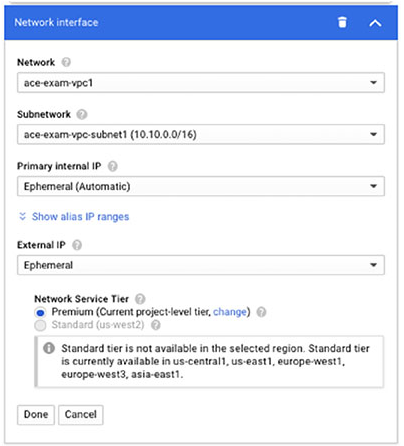 Network interface
Network
ace-exam-vpc1
Subnetwork
ace-exam-vpc-subnet1 (10.10.0.0/16)
Primary internal IP
Ephemeral (Automatic)
Show alias IP ranges
External IP
Ephemeral
Network Service Tier
Premium (Current project-level tier, change)
Standard (us-west2)
Standard tier is not available in the selected region. Standard tier
is currently available in us-central1, us-east1, europe-west1,
europe-west3, asia-east1.
Done Cancel